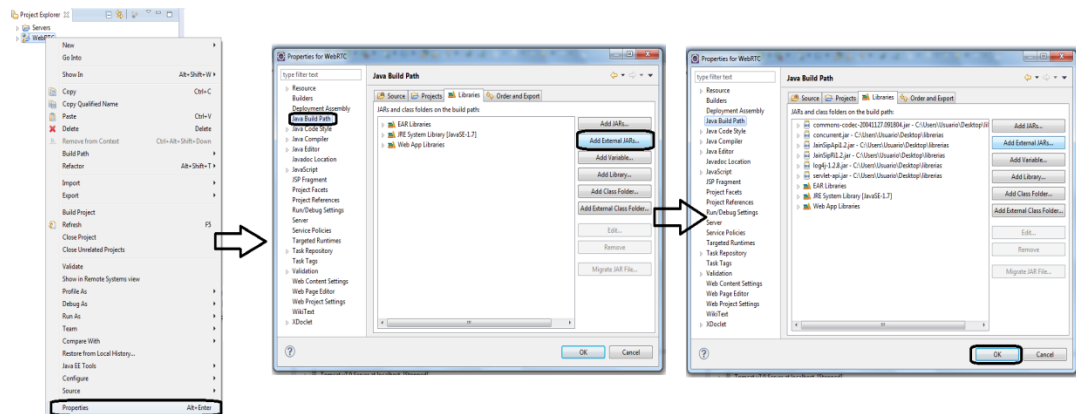 Project Explorer
Servers
WebRTC
New
Go Into
Show In Alt+Shift+W
Copy Ctrl+C
Copy Qualified Name
Paste Ctrl+V
Delete Delete
Remove from Context Ctrl+Alt+Shift+Down
Build Path
Refactor Alt+Shift+T
Import
Export
Build Project
Refresh F5
Close Project
Close Unrelated Projects
Validate
Show in Remote Systems view
Profile As
Debug As
Run As
Team
Compare With
Restore from Local History...
Java EE Tools
Configure
Source
Properties Alt+Enter
Properties for WebRTC
type filter text
Java Build Path
Resource
Builders
Deployment Assembly
Java Build Path
Java Code Style
Java Compiler
Java Editor
Javadoc Location
JavaScript
JSP Fragment
Project Facets
Project References
Run/Debug Settings
Server
Service Policies
Targeted Runtimes
Task Repository
Task Tags
Validation
Web Content Settings
Web Page Editor
Web Project Settings
WikiText
XDoclet
Source Projects Libraries Order and Export
JARs and class folders on the build path:
EAR Libraries
JRE System Library [JavaSE-1.7]
Web App Libraries
Add JARs...
Add External JARs...
Add Variable...
Add Library...
Add Class Folder...
Add External Class Folder...
Edit...
Remove
Migrate JAR File...
OK Cancel
Properties for WebRTC
type filter text
Java Build Path
Resource
Builders
Deployment Assembly
Java Build Path
Java Code Style
Java Compiler
Java Editor
Javadoc Location
JavaScript
JSP Fragment
Project Facets
Project References
Run/Debug Settings
Server
Service Policies
Targeted Runtimes
Task Repository
Task Tags
Validation
Web Content Settings
Web Page Editor
Web Project Settings
WikiText
XDoclet
Source Projects Libraries Order and Export
JARs and class folders on the build path:
commons-codec-20041127.091804.jar - C:\Users\Usuario\Desktop\li
concurrent.jar - C:\Users\Usuario\Desktop\librerias
JainSipApi1.2.jar - C:\Users\Usuario\Desktop\librerias
JainSipRi1.2.jar - C:\Users\Usuario\Desktop\librerias
log4j-1.2.8.jar - C:\Users\Usuario\Desktop\librerias
servlet-api.jar - C:\Users\Usuario\Desktop\librerias
EAR Libraries
JRE System Library [JavaSE-1.7]
Web App Libraries
Add JARs...
Add External JARs...
Add Variable...
Add Library...
Add Class Folder...
Add External Class Folder...
Edit...
Remove
Migrate JAR File...
OK Cancel